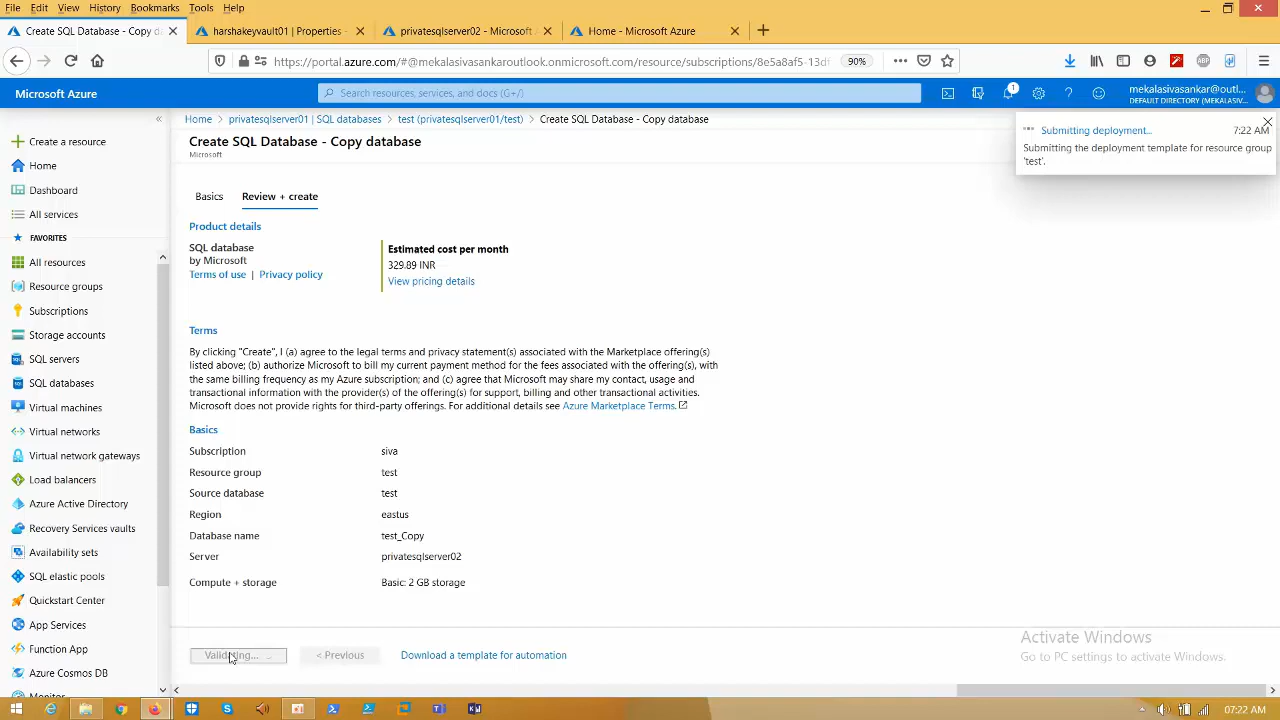 File Edit View History Bookmarks Tools Help
Create SQL Database - Copy da
harshakeyvault01 | Properties -
privatesqlserver02 - Microsoft
Home - Microsoft Azure
https://portal.azure.com/#@mekalasivasankaroutlook.onmicrosoft.com/resource/subscriptions/8e5a8af5-13df
90%
Microsoft Azure
Search resources, services, and docs (G+/)
1
mekalasivasankar@outl...
DEFAULT DIRECTORY (MEKALASIV...
Home > privatesqlserver01 | SQL databases > test (privatesqlserver01/test) > Create SQL Database - Copy database
Create SQL Database - Copy database
Microsoft
Submitting deployment...
7:22 AM
Submitting the deployment template for resource group
'test'.
Create a resource
Home
Dashboard
All services
FAVORITES
All resources
Resource groups
Subscriptions
Storage accounts
SQL servers
SQL databases
Virtual machines
Virtual networks
Virtual network gateways
Load balancers
Azure Active Directory
Recovery Services vaults
Availability sets
SQL elastic pools
Quickstart Center
App Services
Function App
Azure Cosmos DB
Monitor
Basics
Review + create
Product details
SQL database
by Microsoft
Terms of use | Privacy policy
Estimated cost per month
329.89 INR
View pricing details
Terms
By clicking "Create", I (a) agree to the legal terms and privacy statement(s) associated with the Marketplace offering(s)
listed above; (b) authorize Microsoft to bill my current payment method for the fees associated with the offering(s), with
the same billing frequency as my Azure subscription; and (c) agree that Microsoft may share my contact, usage and
transactional information with the provider(s) of the offering(s) for support, billing and other transactional activities.
Microsoft does not provide rights for third-party offerings. For additional details see Azure Marketplace Terms.
Basics
Subscription siva
Resource group test
Source database test
Region eastus
Database name test_Copy
Server privatesqlserver02
Compute + storage Basic: 2 GB storage
Validating...
< Previous
Download a template for automation
Activate Windows
Go to PC settings to activate Windows.
07:22 AM